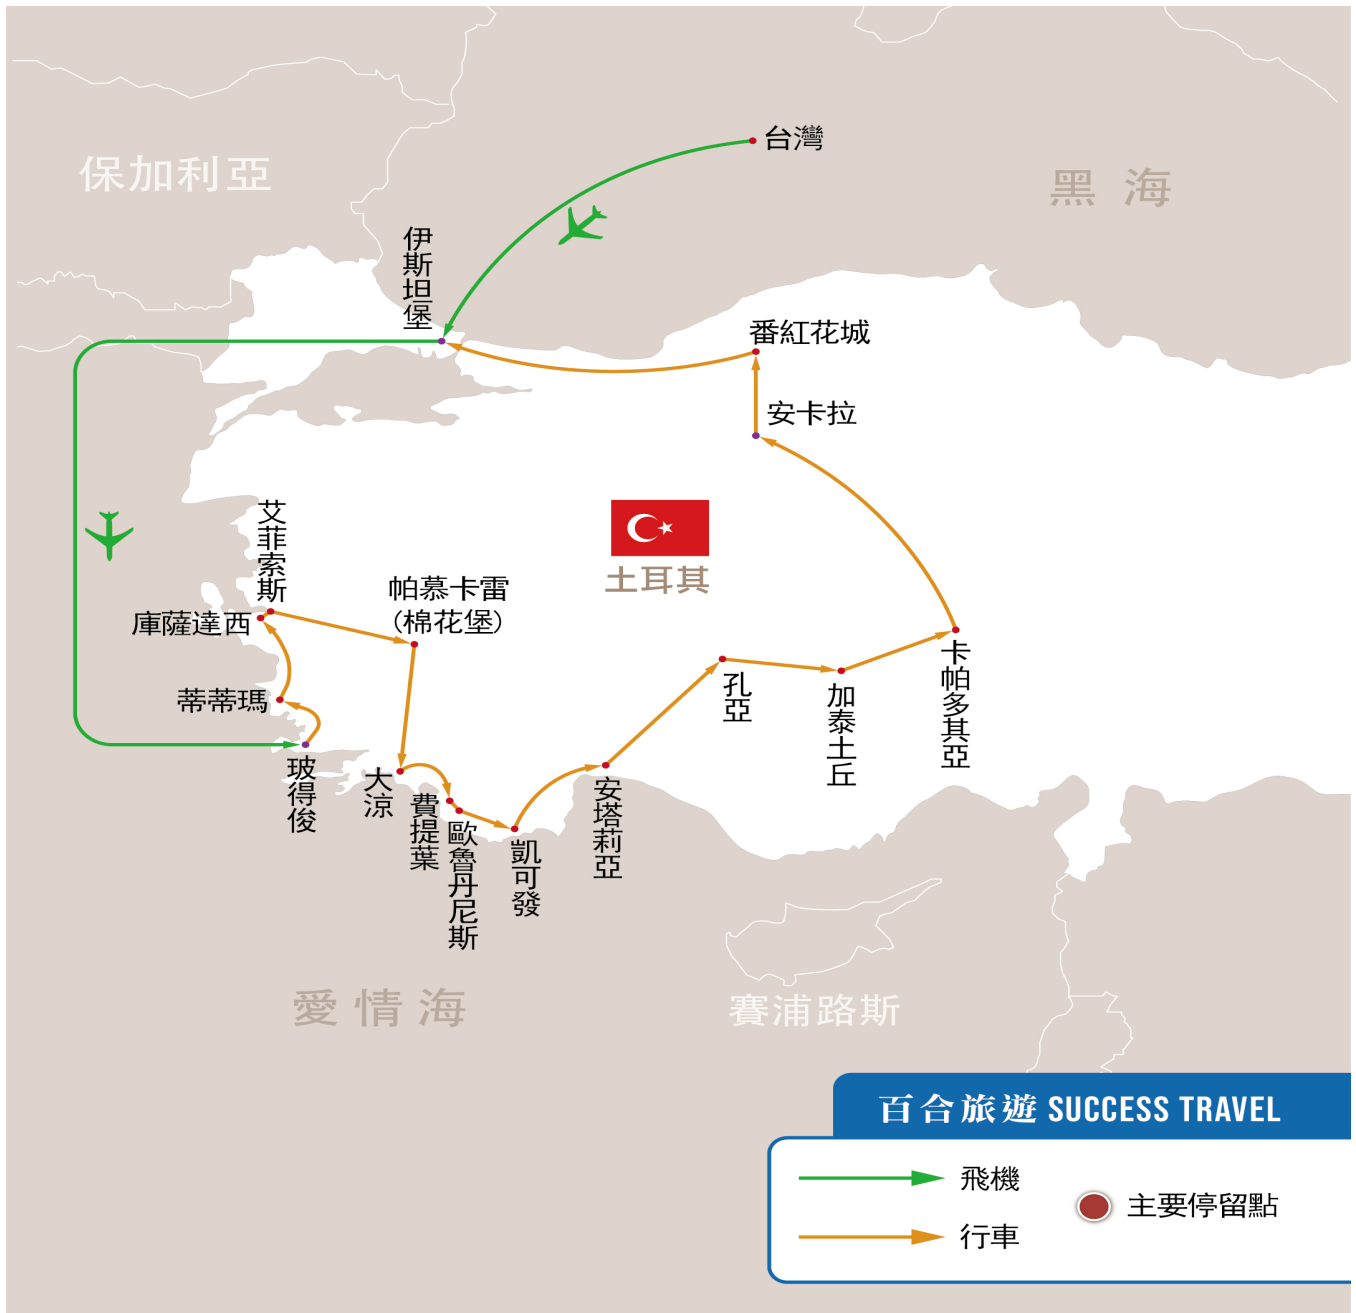 台灣
保加利亞
黑海
伊斯坦堡
番紅花城
安卡拉
土耳其
艾菲索斯
帕慕卡雷
(棉花堡)
庫薩達西
蒂蒂瑪
玻得俊
大涼
費提葉
歐魯丹尼斯
凱可發
安塔莉亞
孔亞
加泰土丘
卡帕多其亞
愛情海
賽浦路斯
百合旅遊 SUCCESS TRAVEL
飛機
主要停留點
行車